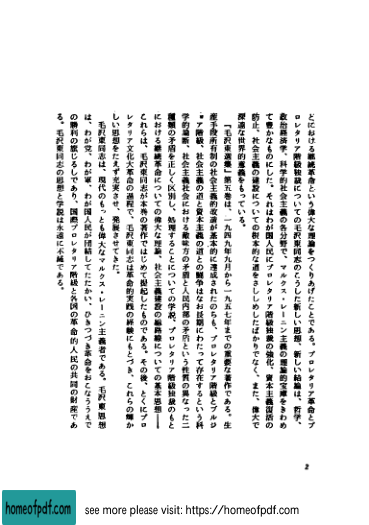 どにおける継続革命という偉大な理論をつくりあげたことである。プロレタリア革命とプ
ロレタリア階級独裁についての毛沢東同志のこうした新しい思想、新しい結論は、哲学、
政治経済学、科学的社会主義の各分野で、マルクス・レーニン主義の理論的宝庫をきわめ
て豊かなものにした。それはわが国人民にプロレタリア階級独裁の強化、資本主義復活の
防止、社会主義の建設についての根本的な道をさししめしたばかりでなく、また、偉大で
深遠な世界的意義をもっている。
『毛沢東選集』第五巻は、一九四九年九月から一九五七年までの重要な著作である。生
産手段所有制の社会主義的改造が基本的に達成されたのちも、プロレタリア階級とブルジ
ョア階級、社会主義の道と資本主義の道との闘争はなお長期にわたって存在するという科
学的論断、社会主義社会における敵味方の矛盾と人民内部の矛盾という性質の異なった二
種類の矛盾を正しく区別し、処理することについての学説、プロレタリア階級独裁のもと
における継続革命についての偉大な理論、社会主義建設の総路線についての基本思想――
これらは、毛沢東同志が本巻の著作ではじめて提起したものである。その後、とくにプロ
レタリア文化大革命の過程で、毛沢東同志は革命的実践の経験にもとづき、これらの輝か
しい思想をたえず充実させ、発展させてきた。
毛沢東同志は、現代のもっとも偉大なマルクス・レーニン主義者である。毛沢東思想
は、わが党、わが軍、わが国人民が団結してたたかい、ひきつづき革命をおこなううえで
の勝利の旗じるしであり、国際プロレタリア階級と各国の革命的人民の共同の財産であ
る。毛沢東同志の思想と学説は永遠に不滅である。
2
homeofpdf.com
see more please visit: https://homeofpdf.com